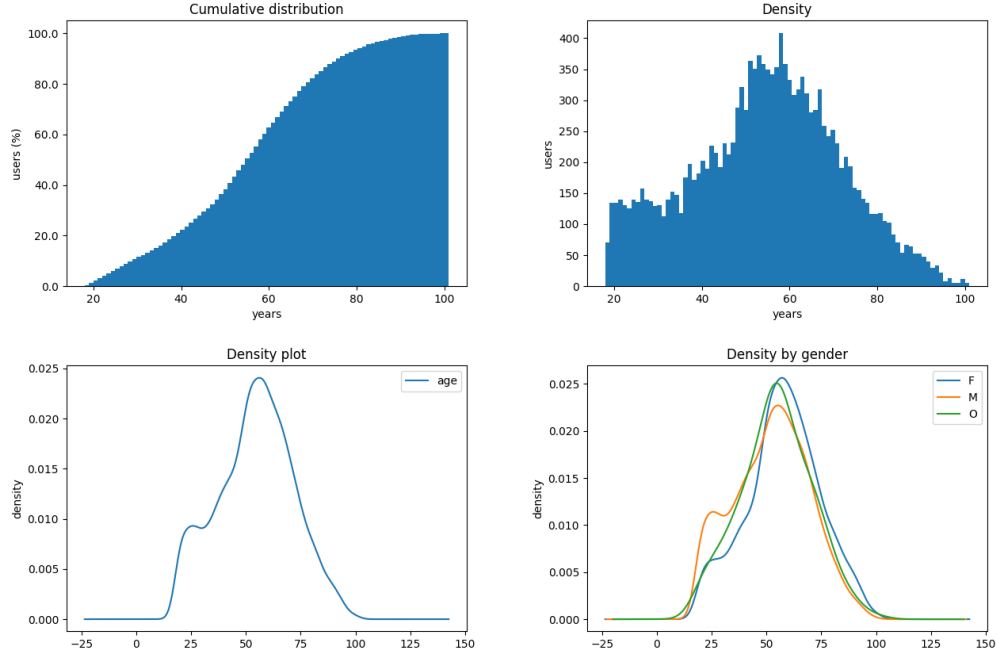 Cumulative distribution
100.0
80.0
60.0
40.0
20.0
0.0
users (%)
20 40 60 80 100
years
Density
400
350
300
250
200
150
100
50
0
users
20 40 60 80 100
years
Density plot
0.025
0.020
0.015
0.010
0.005
0.000
density
age
−25 0 25 50 75 100 125 150
Density by gender
0.025
0.020
0.015
0.010
0.005
0.000
density
F
M
O
−25 0 25 50 75 100 125 150